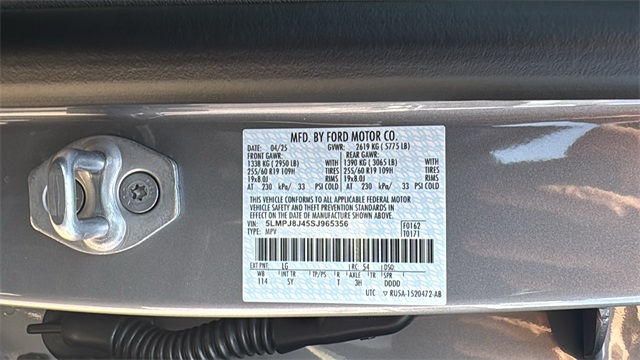 MFD. BY FORD MOTOR CO.
DATE: 04/25 GVWR: 2619 KG ( 5775 LB)
FRONT GAWR: REAR GAWR:
1338 KG ( 2950 LB) WITH 1390 KG ( 3065 LB) WITH
255/60 R19 109H TIRES 255/60 R19 109H TIRES
19x8.0J RIMS 19x8.0J RIMS
AT 230 kPa/ 33 PSI COLD AT 230 kPa/ 33 PSI COLD
THIS VEHICLE CONFORMS TO ALL APPLICABLE FEDERAL MOTOR
VEHICLE SAFETY AND THEFT PREVENTION STANDARDS IN
EFFECT ON THE DATE OF MANUFACTURE SHOWN ABOVE.
VIN: 5LMPJ8J45SJ965356 F0162
TYPE: MPV T0171
EXT PNT: LG RC: 54 DSO:
WB INT TR TP/PS R AXLE TR SPR
114 SY T 3H DDDD
UTC ▽ RU5A-1520472-AB